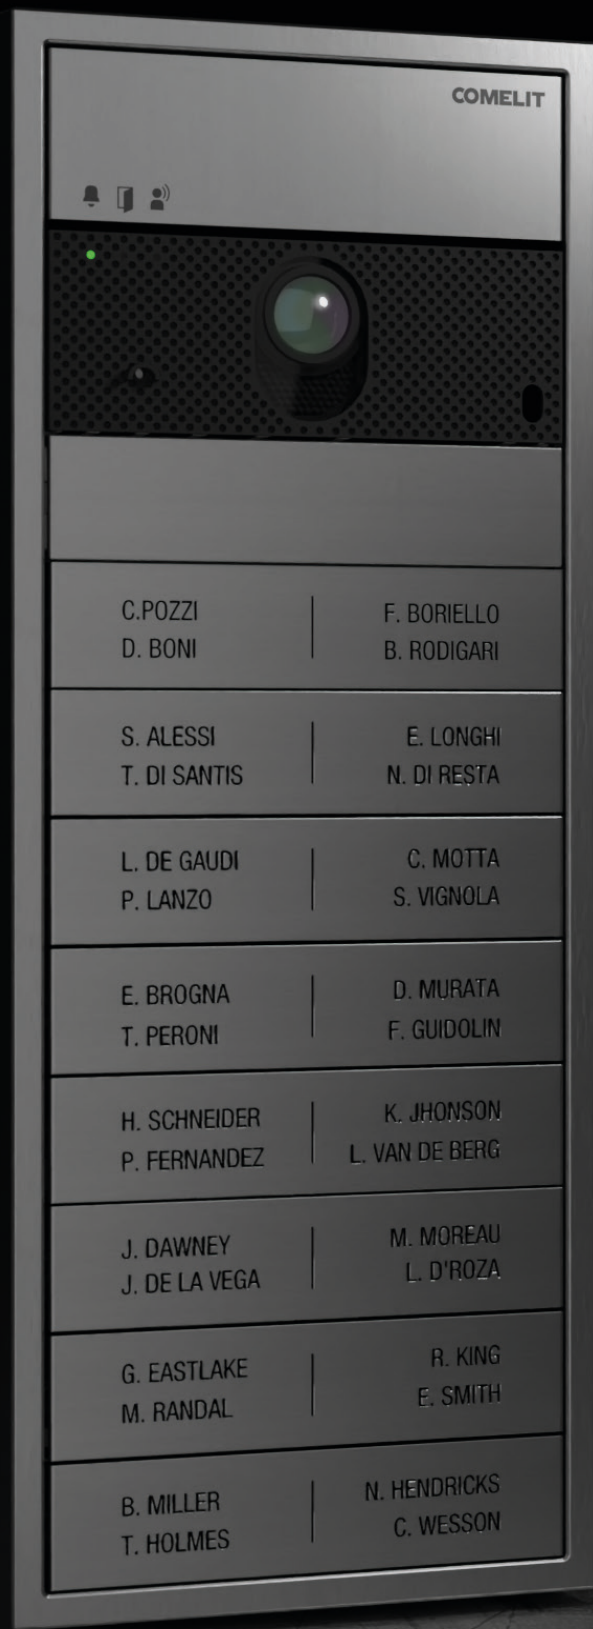 COMELIT
C.POZZI
D. BONI
F. BORIELLO
B. RODIGARI
S. ALESSI
T. DI SANTIS
E. LONGHI
N. DI RESTA
L. DE GAUDI
P. LANZO
C. MOTTA
S. VIGNOLA
E. BROGNA
T. PERONI
D. MURATA
F. GUIDOLIN
H. SCHNEIDER
P. FERNANDEZ
K. JHONSON
L. VAN DE BERG
J. DAWNEY
J. DE LA VEGA
M. MOREAU
L. D'ROZA
G. EASTLAKE
M. RANDAL
R. KING
E. SMITH
B. MILLER
T. HOLMES
N. HENDRICKS
C. WESSON